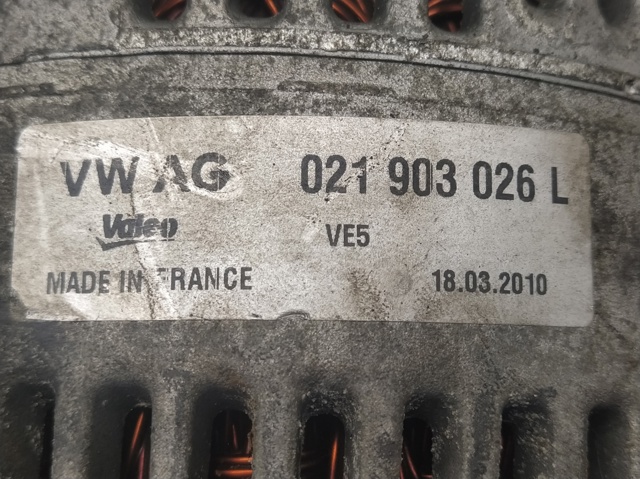 VW AG 021 903 026 L
Valeo VE5
MADE IN FRANCE 18.03.2010